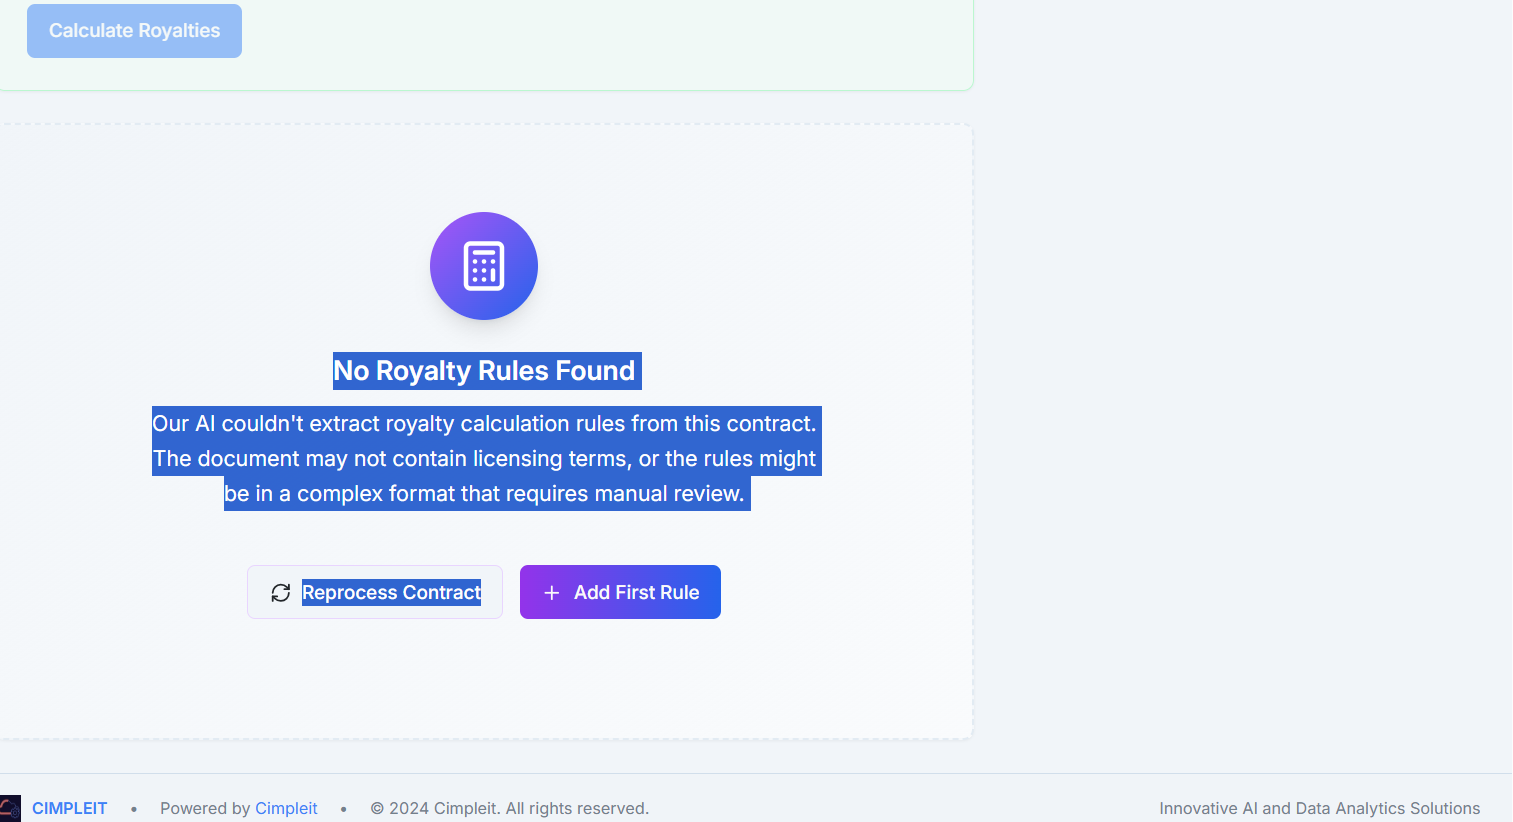 Calculate Royalties
No Royalty Rules Found
Our AI couldn't extract royalty calculation rules from this contract.
The document may not contain licensing terms, or the rules might
be in a complex format that requires manual review.
Reprocess Contract
Add First Rule
CIMPLEIT • Powered by Cimpleit • © 2024 Cimpleit. All rights reserved. Innovative AI and Data Analytics Solutions